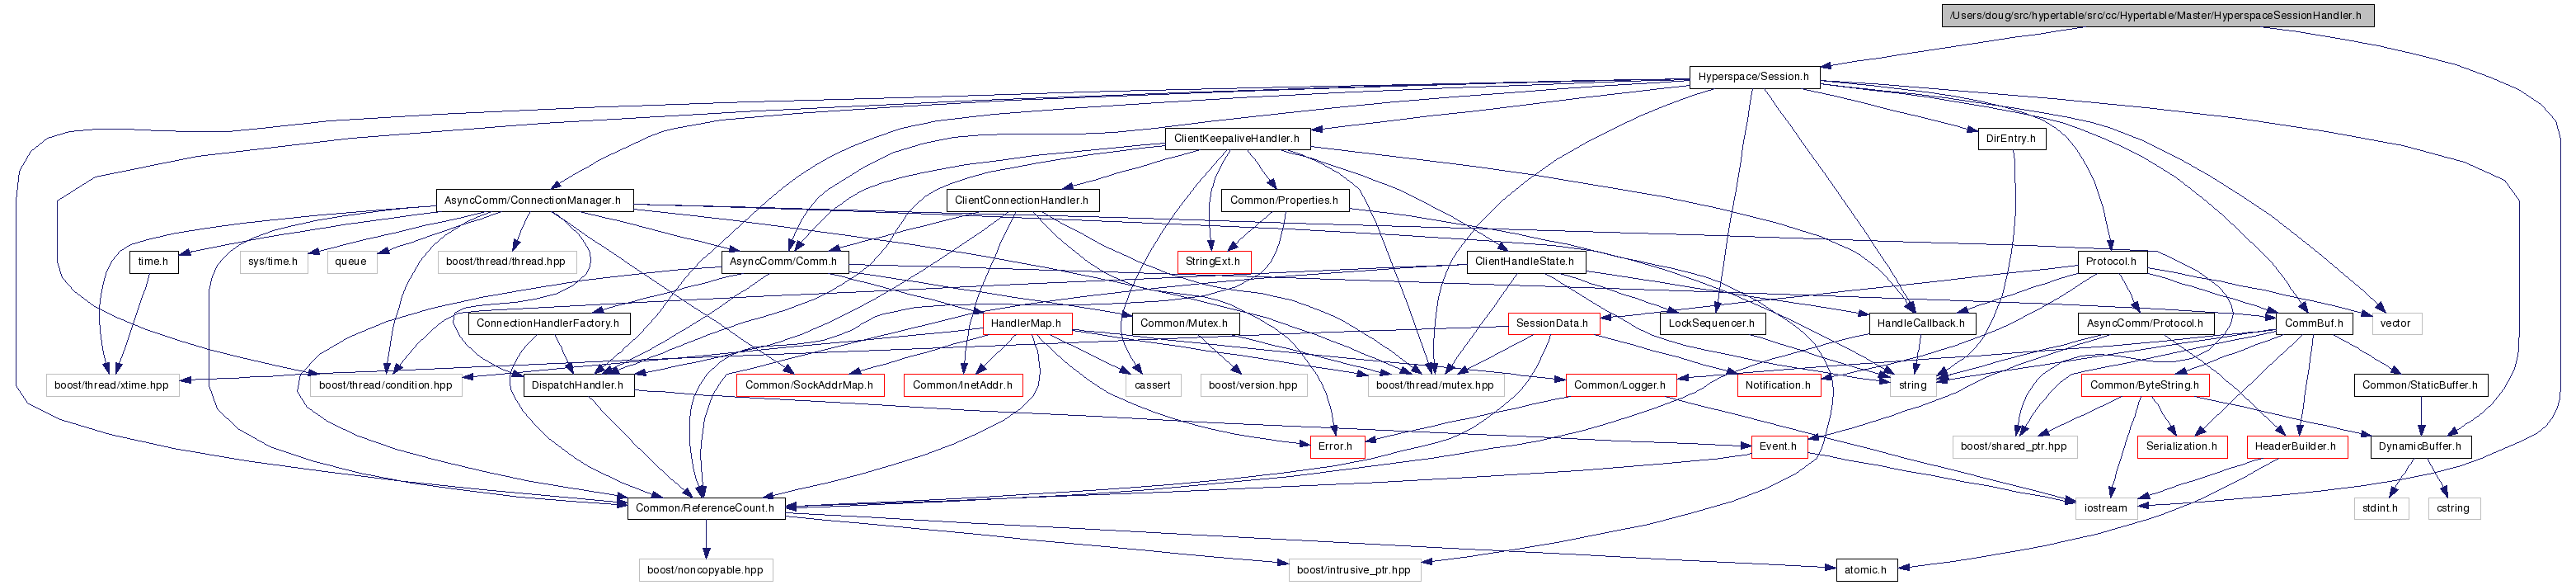 /Users/doug/src/hypertable/src/cc/Hypertable/Master/HyperspaceSessionHandler.h
Hyperspace/Session.h
ClientKeepaliveHandler.h
DirEntry.h
AsyncComm/ConnectionManager.h
ClientConnectionHandler.h
Common/Properties.h
time.h
sys/time.h
queue
boost/thread/thread.hpp
AsyncComm/Comm.h
StringExt.h
ClientHandleState.h
Protocol.h
ConnectionHandlerFactory.h
HandlerMap.h
Common/Mutex.h
SessionData.h
LockSequencer.h
HandleCallback.h
AsyncComm/Protocol.h
CommBuf.h
vector
boost/thread/xtime.hpp
boost/thread/condition.hpp
DispatchHandler.h
Common/SockAddrMap.h
Common/InetAddr.h
cassert
boost/version.hpp
boost/thread/mutex.hpp
Common/Logger.h
Notification.h
string
Common/ByteString.h
Common/StaticBuffer.h
Error.h
Event.h
boost/shared_ptr.hpp
Serialization.h
HeaderBuilder.h
DynamicBuffer.h
Common/ReferenceCount.h
iostream
stdint.h
cstring
boost/noncopyable.hpp
boost/intrusive_ptr.hpp
atomic.h